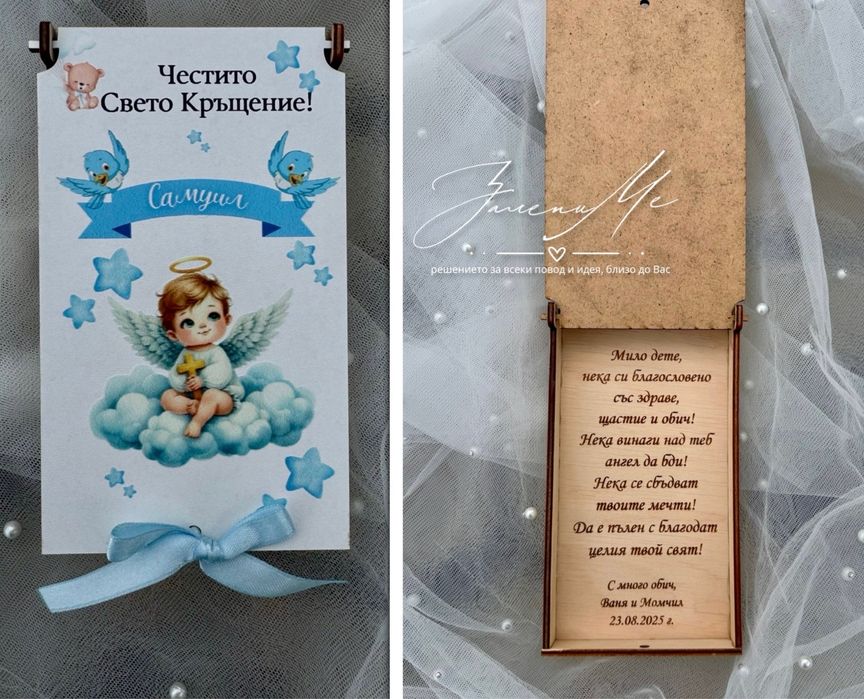 Честито
Свето Кръщение!
Самуил
ЗалепиМе
решението за всеки повод и идея, близо до Вас
Мило дете,
нека си благословено
със здраве,
щастие и обич!
Нека винаги над теб
ангел да бди!
Нека се сбъдват
твоите мечти!
Да е пълен с благодат
целия твой свят!
С много обич,
Ваня и Момчил
23.08.2025 г.